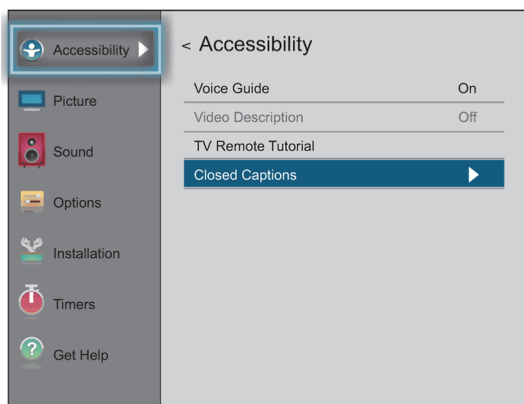 Accessibility
Picture
Sound
Options
Installation
Timers
? Get Help
< Accessibility
Voice Guide On
Video Description Off
TV Remote Tutorial
Closed Captions